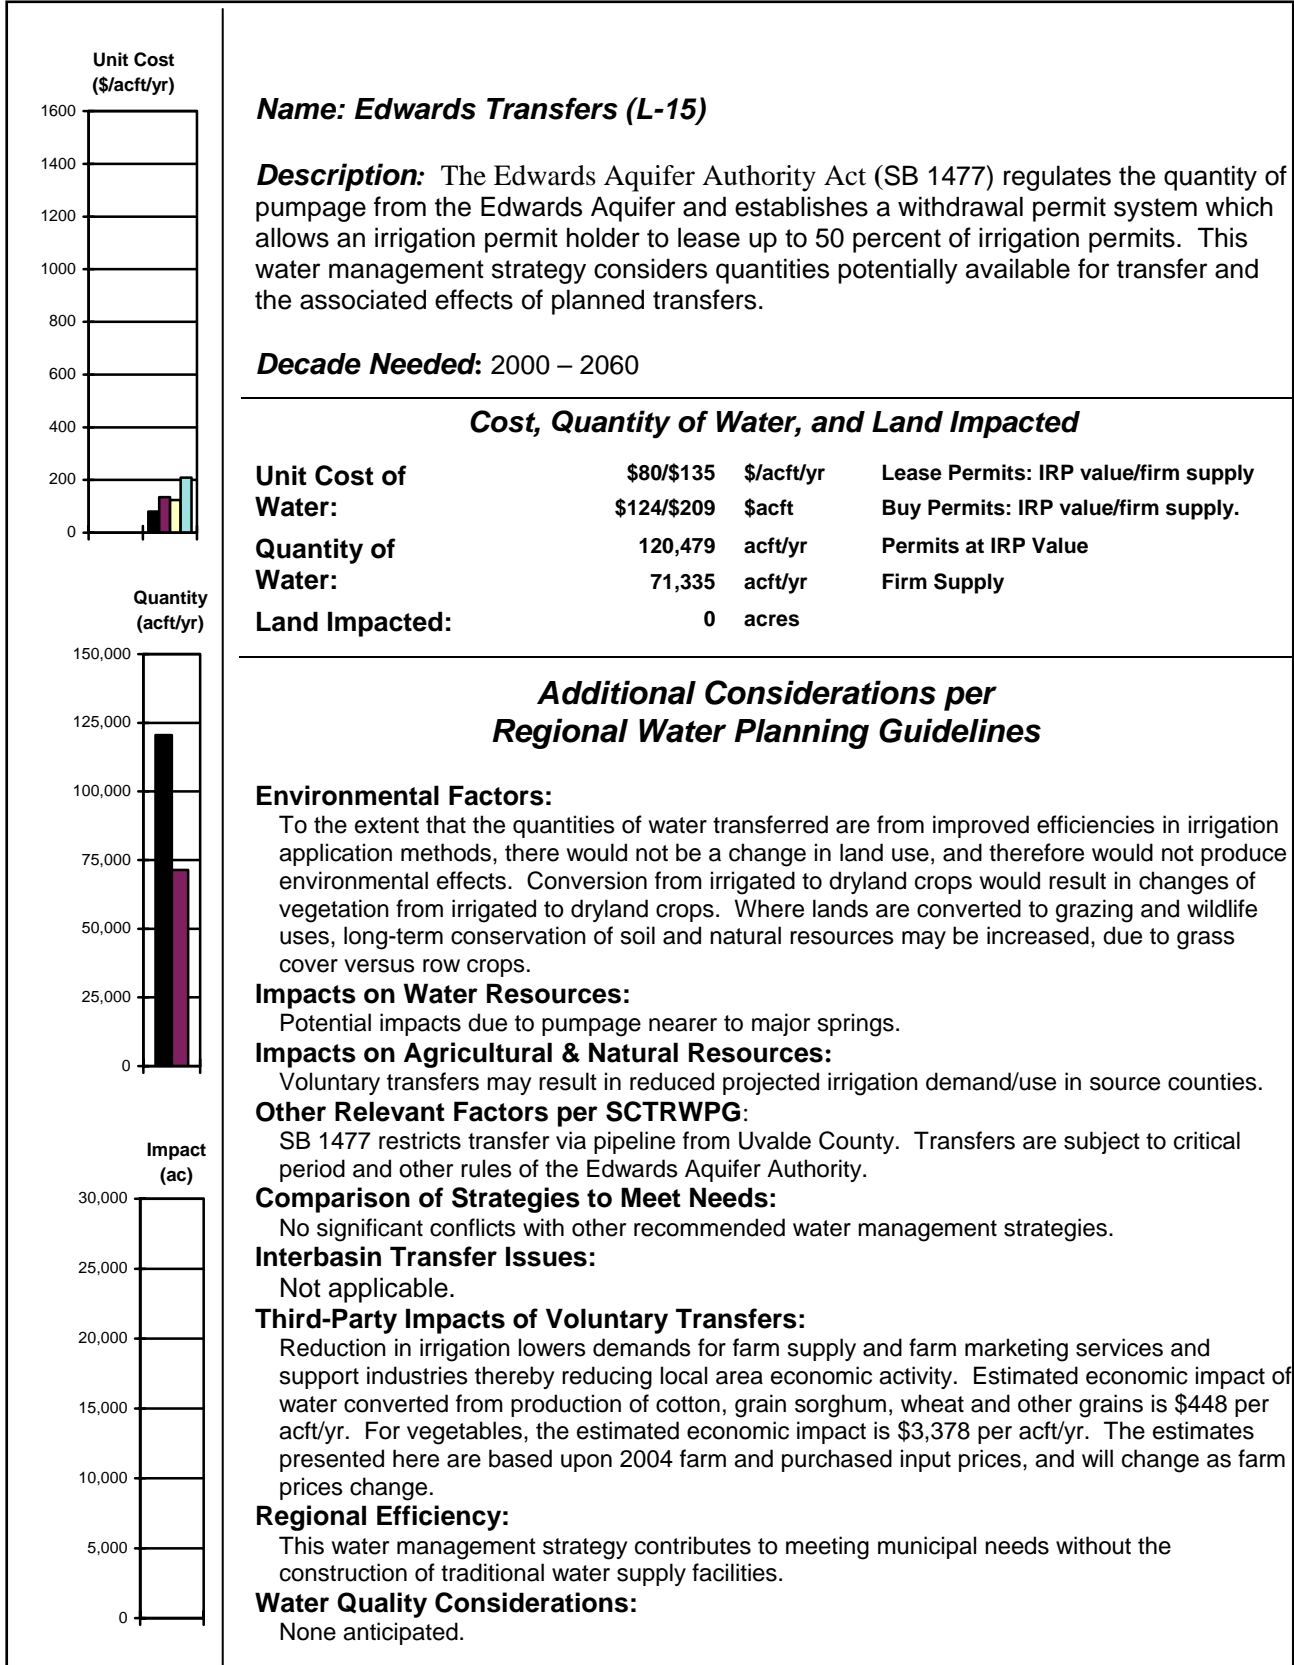 Unit Cost
($/acft/yr)
1600
1400
1200
1000
800
600
400
200
0
Quantity
(acft/yr)
150,000
125,000
100,000
75,000
50,000
25,000
0
Impact
(ac)
30,000
25,000
20,000
15,000
10,000
5,000
0
Name: Edwards Transfers (L-15)
Description: The Edwards Aquifer Authority Act (SB 1477) regulates the quantity of
pumpage from the Edwards Aquifer and establishes a withdrawal permit system which
allows an irrigation permit holder to lease up to 50 percent of irrigation permits. This
water management strategy considers quantities potentially available for transfer and
the associated effects of planned transfers.
Decade Needed: 2000 – 2060
Cost, Quantity of Water, and Land Impacted
Unit Cost of $80/$135 $/acft/yr Lease Permits: IRP value/firm supply
Water: $124/$209 $acft Buy Permits: IRP value/firm supply.
Quantity of 120,479 acft/yr Permits at IRP Value
Water: 71,335 acft/yr Firm Supply
Land Impacted: 0 acres
Additional Considerations per
Regional Water Planning Guidelines
Environmental Factors:
To the extent that the quantities of water transferred are from improved efficiencies in irrigation
application methods, there would not be a change in land use, and therefore would not produce
environmental effects. Conversion from irrigated to dryland crops would result in changes of
vegetation from irrigated to dryland crops. Where lands are converted to grazing and wildlife
uses, long-term conservation of soil and natural resources may be increased, due to grass
cover versus row crops.
Impacts on Water Resources:
Potential impacts due to pumpage nearer to major springs.
Impacts on Agricultural & Natural Resources:
Voluntary transfers may result in reduced projected irrigation demand/use in source counties.
Other Relevant Factors per SCTRWPG:
SB 1477 restricts transfer via pipeline from Uvalde County. Transfers are subject to critical
period and other rules of the Edwards Aquifer Authority.
Comparison of Strategies to Meet Needs:
No significant conflicts with other recommended water management strategies.
Interbasin Transfer Issues:
Not applicable.
Third-Party Impacts of Voluntary Transfers:
Reduction in irrigation lowers demands for farm supply and farm marketing services and
support industries thereby reducing local area economic activity. Estimated economic impact of
water converted from production of cotton, grain sorghum, wheat and other grains is $448 per
acft/yr. For vegetables, the estimated economic impact is $3,378 per acft/yr. The estimates
presented here are based upon 2004 farm and purchased input prices, and will change as farm
prices change.
Regional Efficiency:
This water management strategy contributes to meeting municipal needs without the
construction of traditional water supply facilities.
Water Quality Considerations:
None anticipated.